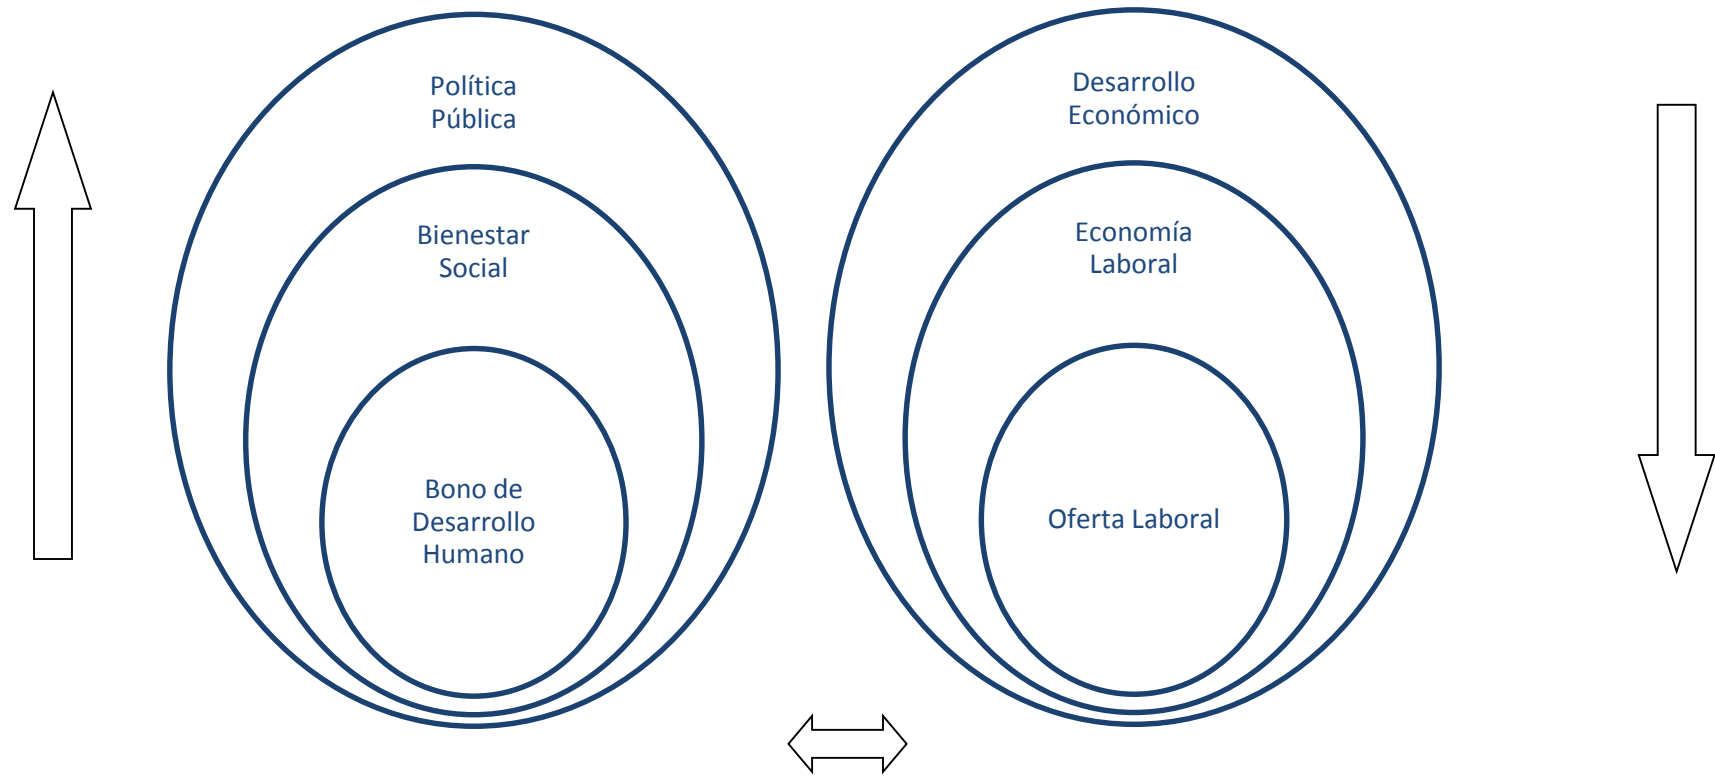 Política
Pública
Bienestar
Social
Bono de
Desarrollo
Humano
Desarrollo
Económico
Economía
Laboral
Oferta Laboral